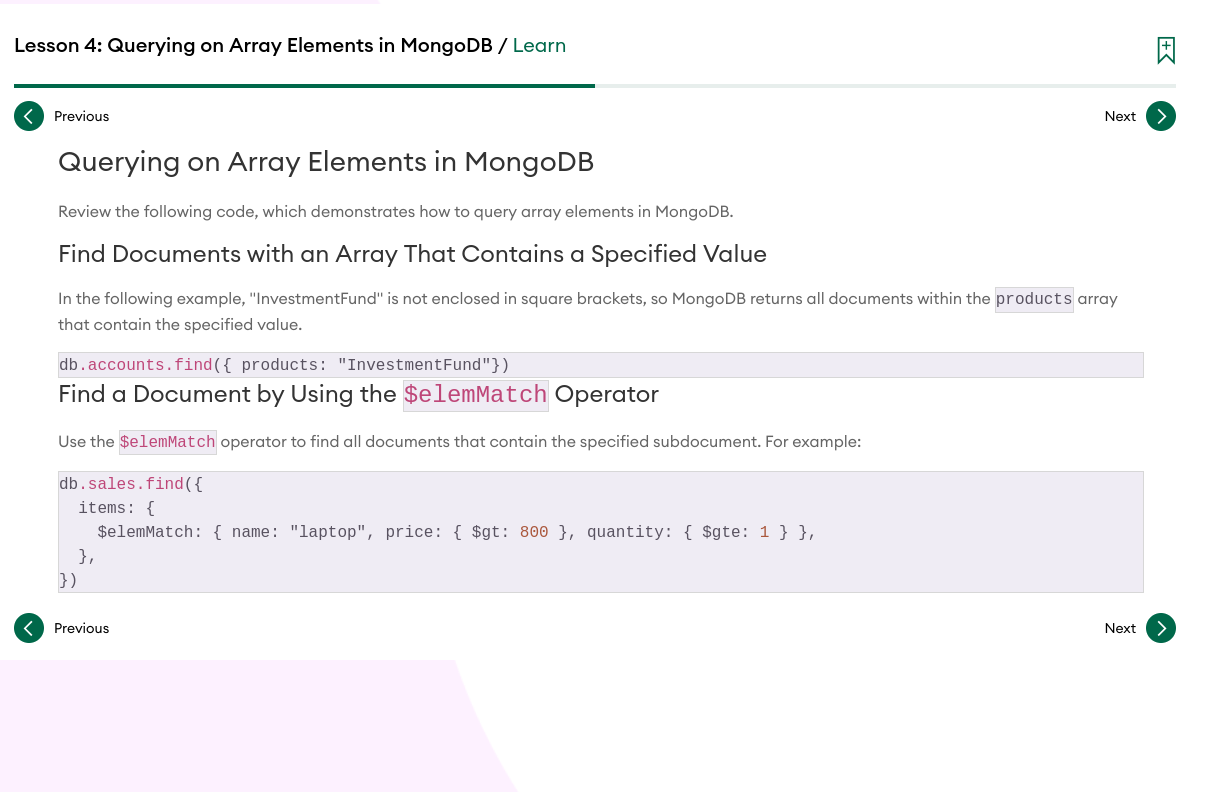 Lesson 4: Querying on Array Elements in MongoDB / Learn
Previous
Next
Querying on Array Elements in MongoDB
Review the following code, which demonstrates how to query array elements in MongoDB.
Find Documents with an Array That Contains a Specified Value
In the following example, "InvestmentFund" is not enclosed in square brackets, so MongoDB returns all documents within the products array
that contain the specified value.
db.accounts.find({ products: "InvestmentFund"})
Find a Document by Using the $elemMatch Operator
Use the $elemMatch operator to find all documents that contain the specified subdocument. For example:
db.sales.find({
  items: {
    $elemMatch: { name: "laptop", price: { $gt: 800 }, quantity: { $gte: 1 } },
  },
})
Previous
Next